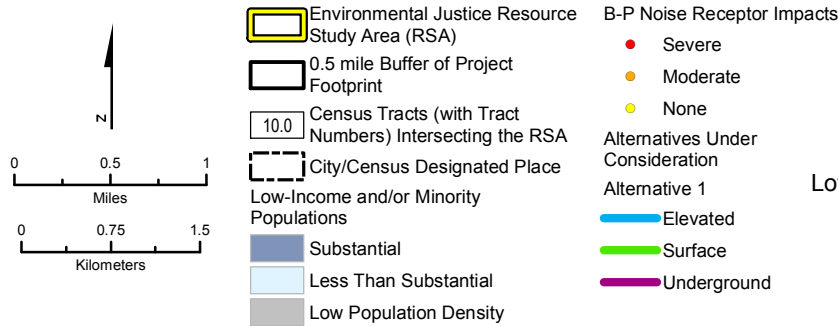 N
0 0.5 1
Miles
0 0.75 1.5
Kilometers
Environmental Justice Resource
Study Area (RSA)
0.5 mile Buffer of Project
Footprint
10.0
Census Tracts (with Tract
Numbers) Intersecting the RSA
City/Census Designated Place
Low-Income and/or Minority
Populations
Substantial
Less Than Substantial
Low Population Density
B-P Noise Receptor Impacts
Severe
Moderate
None
Alternatives Under
Consideration
Alternative 1
Elevated
Surface
Underground